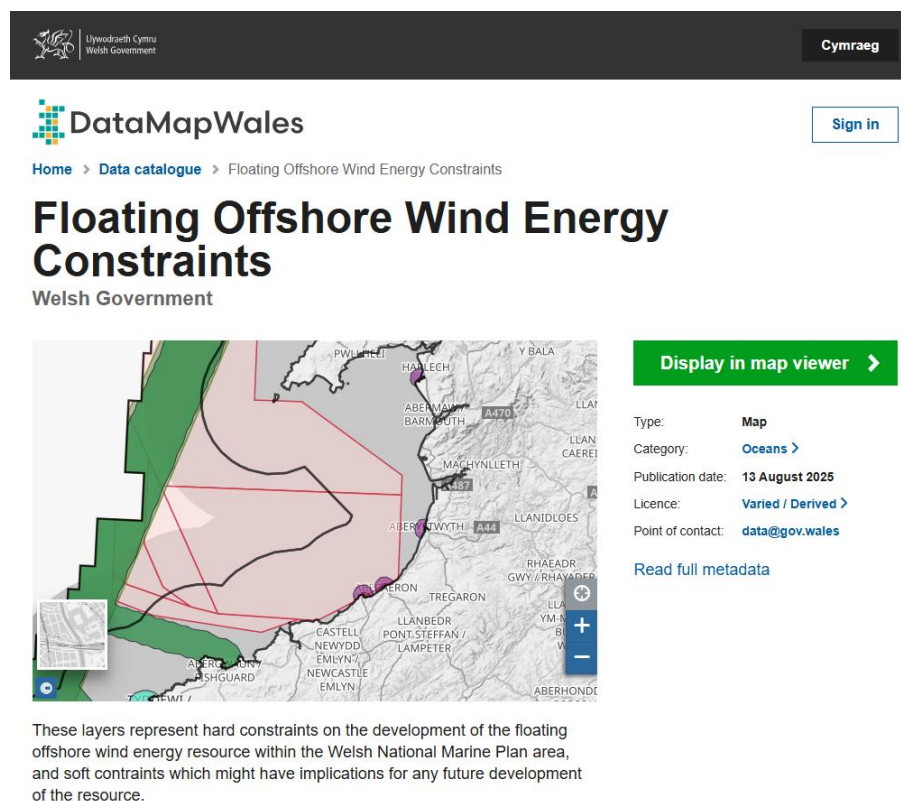 Llywodraeth Cymru
Welsh Government
Cymraeg
DataMapWales
Sign in
Home > Data catalogue > Floating Offshore Wind Energy Constraints
Floating Offshore Wind Energy
Constraints
Welsh Government
PWLLHELI
HARLECH
Y BALA
ABERMAW /
BARMOUTH
A470
LLAN
CAEREI
MACHYNLLETH
A487
ABERYSTWYTH
A44
LLANIDLOES
RHAEADR
GWY / RHAYADER
TREGARON
LLANBEDR
PONT STEFFAN /
LAMPETER
CASTELL
NEWYDD
EMLYN /
NEWCASTLE
EMLYN
FISHGUARD
ABERHONDD
©
+
−
Display in map viewer
Type: Map
Category: Oceans >
Publication date: 13 August 2025
Licence: Varied / Derived >
Point of contact: data@gov.wales
Read full metadata
These layers represent hard constraints on the development of the floating
offshore wind energy resource within the Welsh National Marine Plan area,
and soft contraints which might have implications for any future development
of the resource.